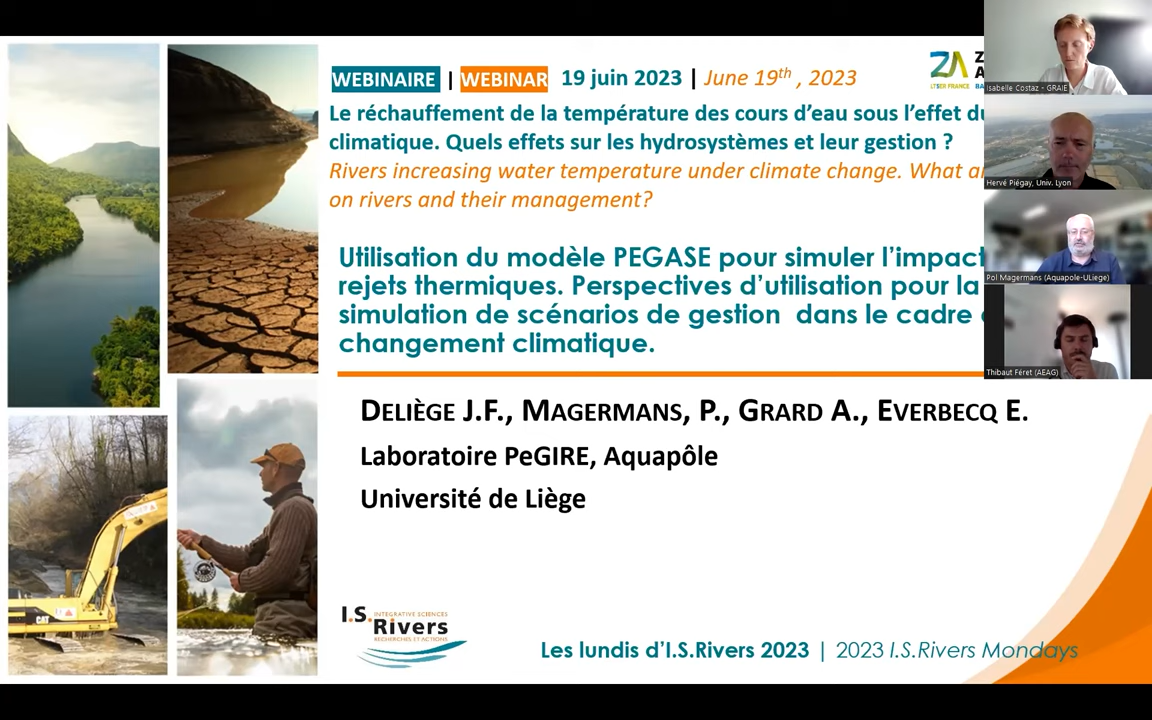 WEBINAIRE | WEBINAR 19 juin 2023 | June 19th , 2023
ZA
LTSER FRANCE
Le réchauffement de la température des cours d’eau sous l’effet du
climatique. Quels effets sur les hydrosystèmes et leur gestion ?
Rivers increasing water temperature under climate change. What
on rivers and their management?
Utilisation du modèle PEGASE pour simuler l’impact
rejets thermiques. Perspectives d’utilisation pour la
simulation de scénarios de gestion dans le cadre
changement climatique.
DELIÈGE J.F., MAGERMANS, P., GRARD A., EVERBECQ E.
Laboratoire PeGIRE, Aquapôle
Université de Liège
I.S.Rivers
INTEGRATIVE SCIENCES
RECHERCHES ET ACTIONS
Les lundis d’I.S.Rivers 2023 | 2023 I.S.Rivers Mondays
CAT
Isabelle Costaz - GRAIE
Hervé Piégay, Univ. Lyon
Pol Magermans (Aquapole-ULiege)
Thibaut Féret (AEAG)